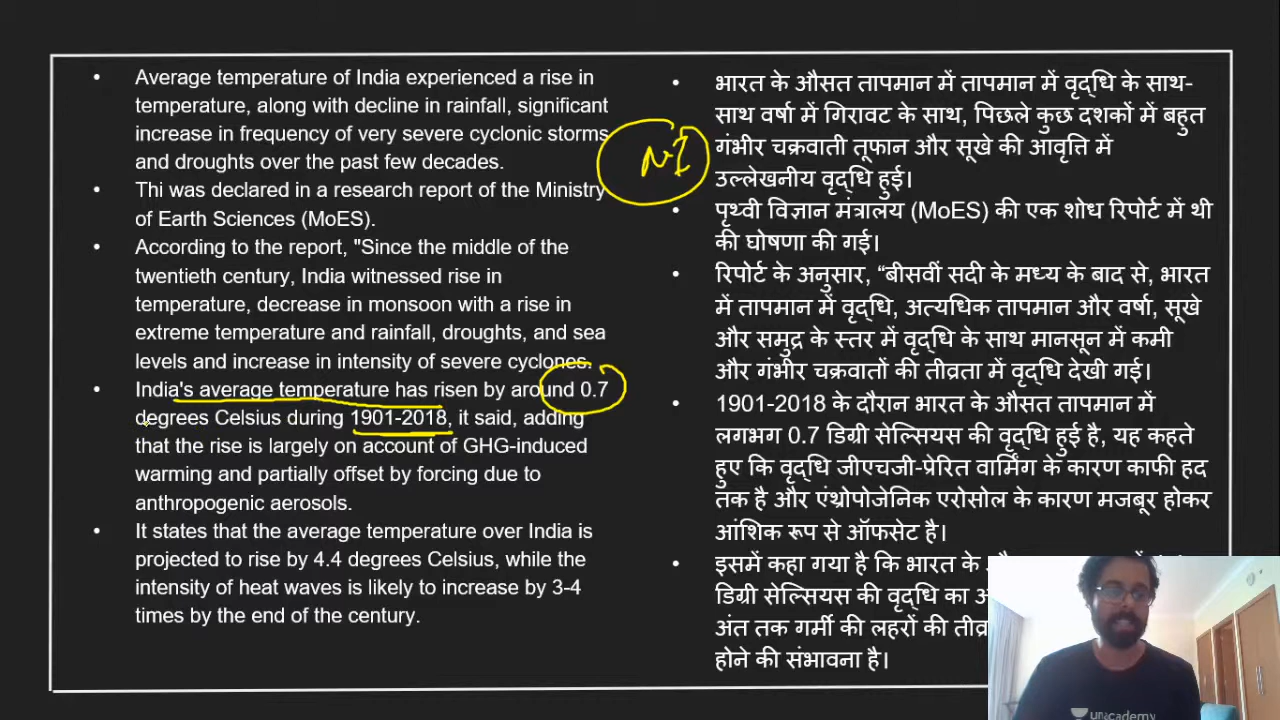 Average temperature of India experienced a rise in
temperature, along with decline in rainfall, significant
increase in frequency of very severe cyclonic storms
and droughts over the past few decades.
Thi was declared in a research report of the Ministry
of Earth Sciences (MoES).
According to the report, "Since the middle of the
twentieth century, India witnessed rise in
temperature, decrease in monsoon with a rise in
extreme temperature and rainfall, droughts, and sea
levels and increase in intensity of severe cyclones.
India's average temperature has risen by around 0.7
degrees Celsius during 1901-2018, it said, adding
that the rise is largely on account of GHG-induced
warming and partially offset by forcing due to
anthropogenic aerosols.
It states that the average temperature over India is
projected to rise by 4.4 degrees Celsius, while the
intensity of heat waves is likely to increase by 3-4
times by the end of the century.
भारत के औसत तापमान में तापमान में वृद्धि के साथ-
साथ वर्षा में गिरावट के साथ, पिछले कुछ दशकों में बहुत
गंभीर चक्रवाती तूफान और सूखे की आवृत्ति में
उल्लेखनीय वृद्धि हुई।
पृथ्वी विज्ञान मंत्रालय (MoES) की एक शोध रिपोर्ट में थी
की घोषणा की गई।
रिपोर्ट के अनुसार, “बीसवीं सदी के मध्य के बाद से, भारत
में तापमान में वृद्धि, अत्यधिक तापमान और वर्षा, सूखे
और समुद्र के स्तर में वृद्धि के साथ मानसून में कमी
और गंभीर चक्रवातों की तीव्रता में वृद्धि देखी गई।
1901-2018 के दौरान भारत के औसत तापमान में
लगभग 0.7 डिग्री सेल्सियस की वृद्धि हुई है, यह कहते
हुए कि वृद्धि जीएचजी-प्रेरित वार्मिंग के कारण काफी हद
तक है और एंथ्रोपोजेनिक एरोसोल के कारण मजबूर होकर
आंशिक रूप से ऑफसेट है।
इसमें कहा गया है कि भारत के
डिग्री सेल्सियस की वृद्धि का
अंत तक गर्मी की लहरों की
होने की संभावना है।
unacademy